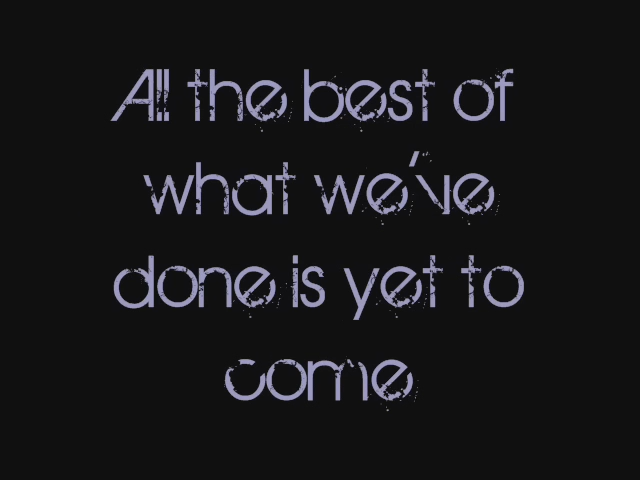 All the best of
what we've
done is yet to
come